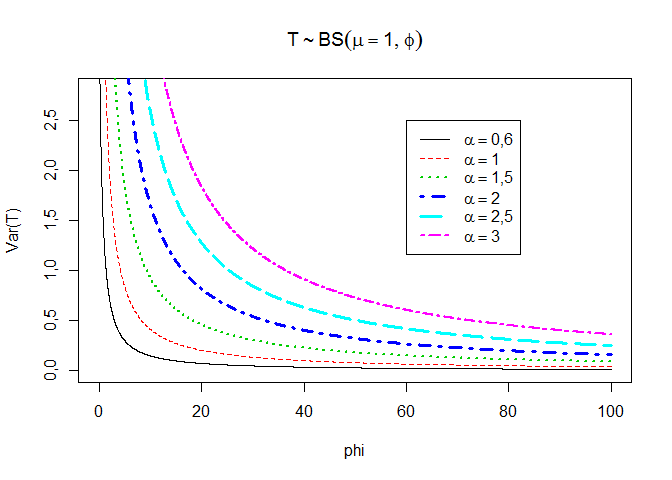 T ~ BS(μ = 1, ϕ)
Var(T)
2.5
2.0
1.5
1.0
0.5
0.0
α = 0,6
α = 1
α = 1,5
α = 2
α = 2,5
α = 3
0 20 40 60 80 100
phi